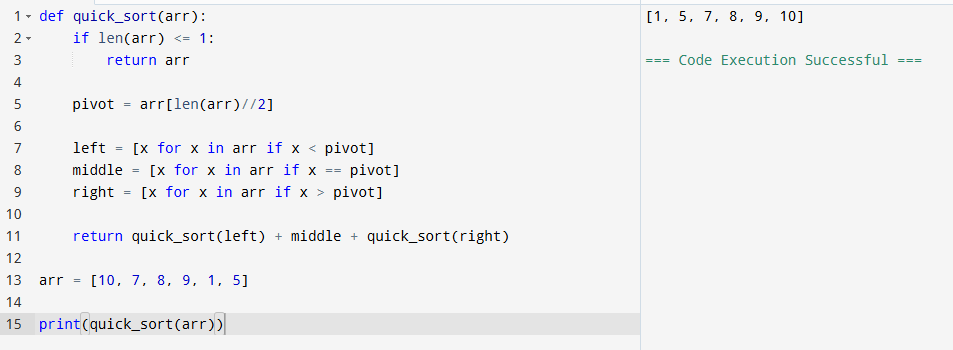 1 def quick_sort(arr):
2     if len(arr) <= 1:
3         return arr
4
5     pivot = arr[len(arr)//2]
6
7     left = [x for x in arr if x < pivot]
8     middle = [x for x in arr if x == pivot]
9     right = [x for x in arr if x > pivot]
10
11     return quick_sort(left) + middle + quick_sort(right)
12
13 arr = [10, 7, 8, 9, 1, 5]
14
15 print(quick_sort(arr))
[1, 5, 7, 8, 9, 10]
=== Code Execution Successful ===